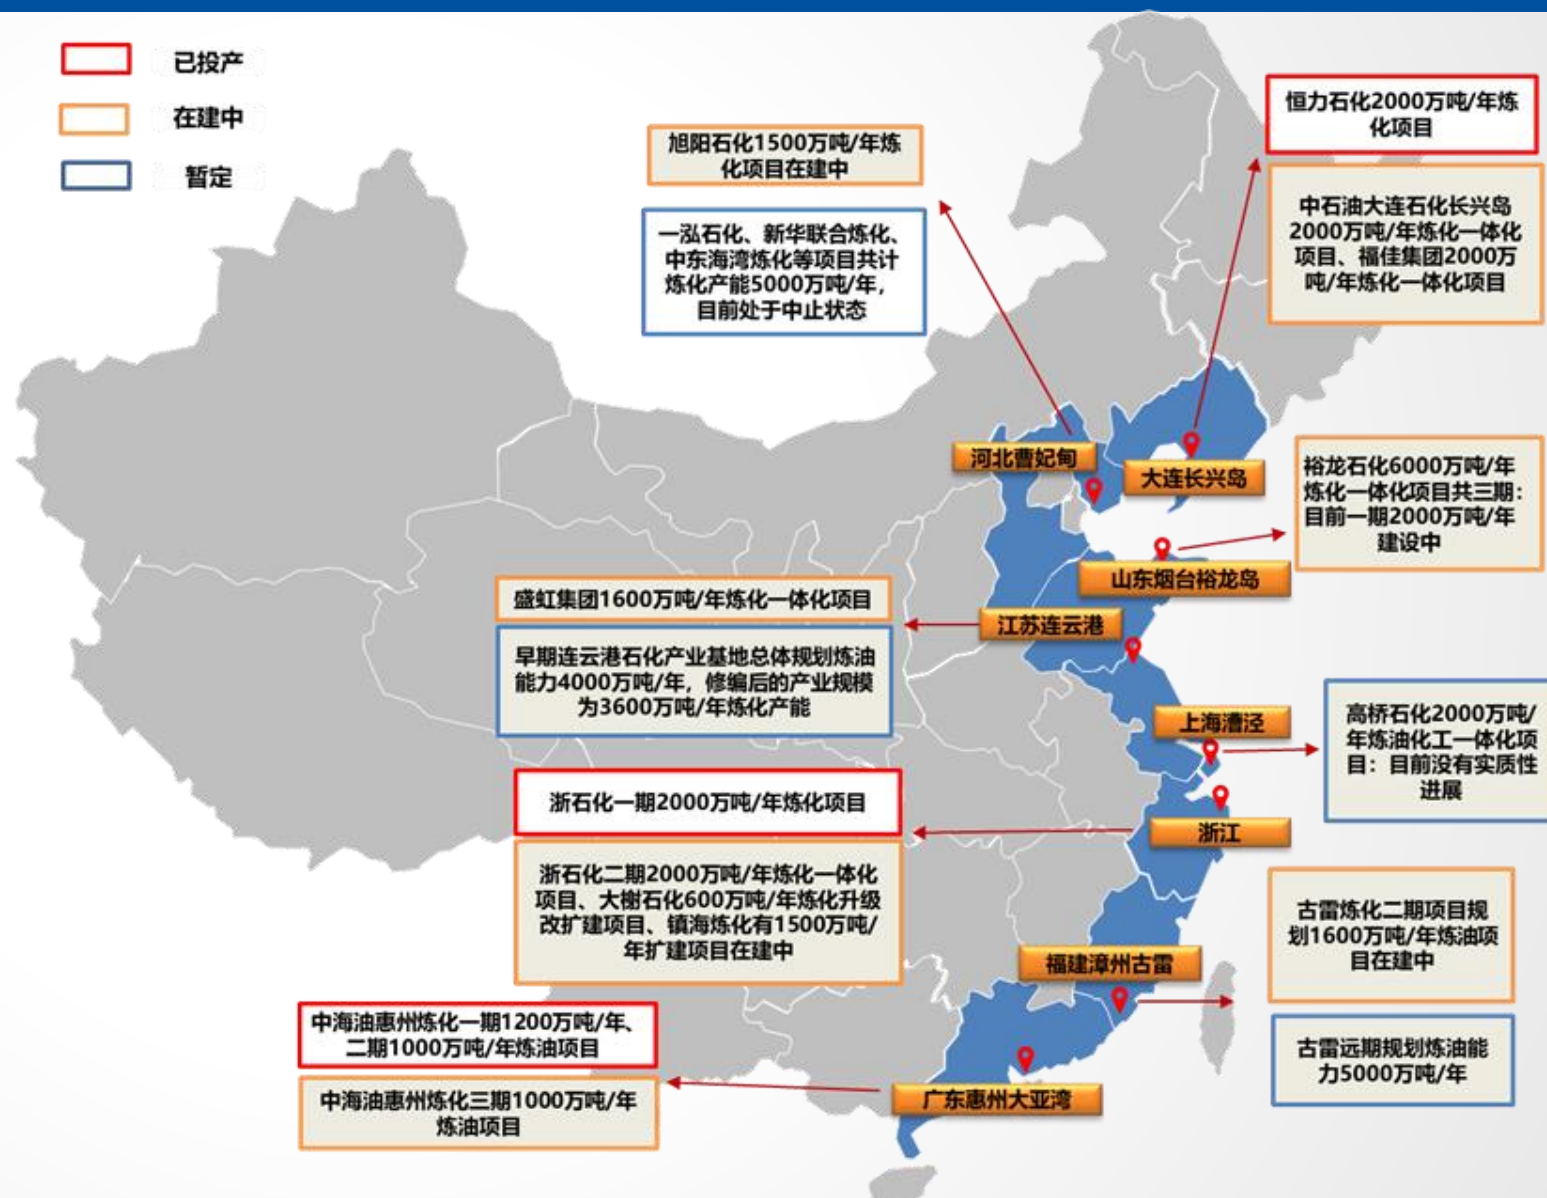 已投产
在建中
暂定
恒力石化2000万吨/年炼
化项目
中石油大连石化长兴岛
2000万吨/年炼化一体化
项目、福佳集团2000万
吨/年炼化一体化项目
旭阳石化1500万吨/年炼
化项目在建中
一泓石化、新华联合炼化、
中东海湾炼化等项目共计
炼化产能5000万吨/年，
目前处于中止状态
河北曹妃甸
大连长兴岛
裕龙石化6000万吨/年
炼化一体化项目共三期：
目前一期2000万吨/年
建设中
山东烟台裕龙岛
盛虹集团1600万吨/年炼化一体化项目
江苏连云港
早期连云港石化产业基地总体规划炼油
能力4000万吨/年，修编后的产业规模
为3600万吨/年炼化产能
上海漕泾
高桥石化2000万吨/
年炼油化工一体化项
目：目前没有实质性
进展
浙石化一期2000万吨/年炼化项目
浙江
浙石化二期2000万吨/年炼化一体化
项目、大榭石化600万吨/年炼化升级
改扩建项目、镇海炼化有1500万吨/
年扩建项目在建中
古雷炼化二期项目规
划1600万吨/年炼油项
目在建中
福建漳州古雷
古雷远期规划炼油能
力5000万吨/年
中海油惠州炼化一期1200万吨/年、
二期1000万吨/年炼油项目
中海油惠州炼化三期1000万吨/年
炼油项目
广东惠州大亚湾